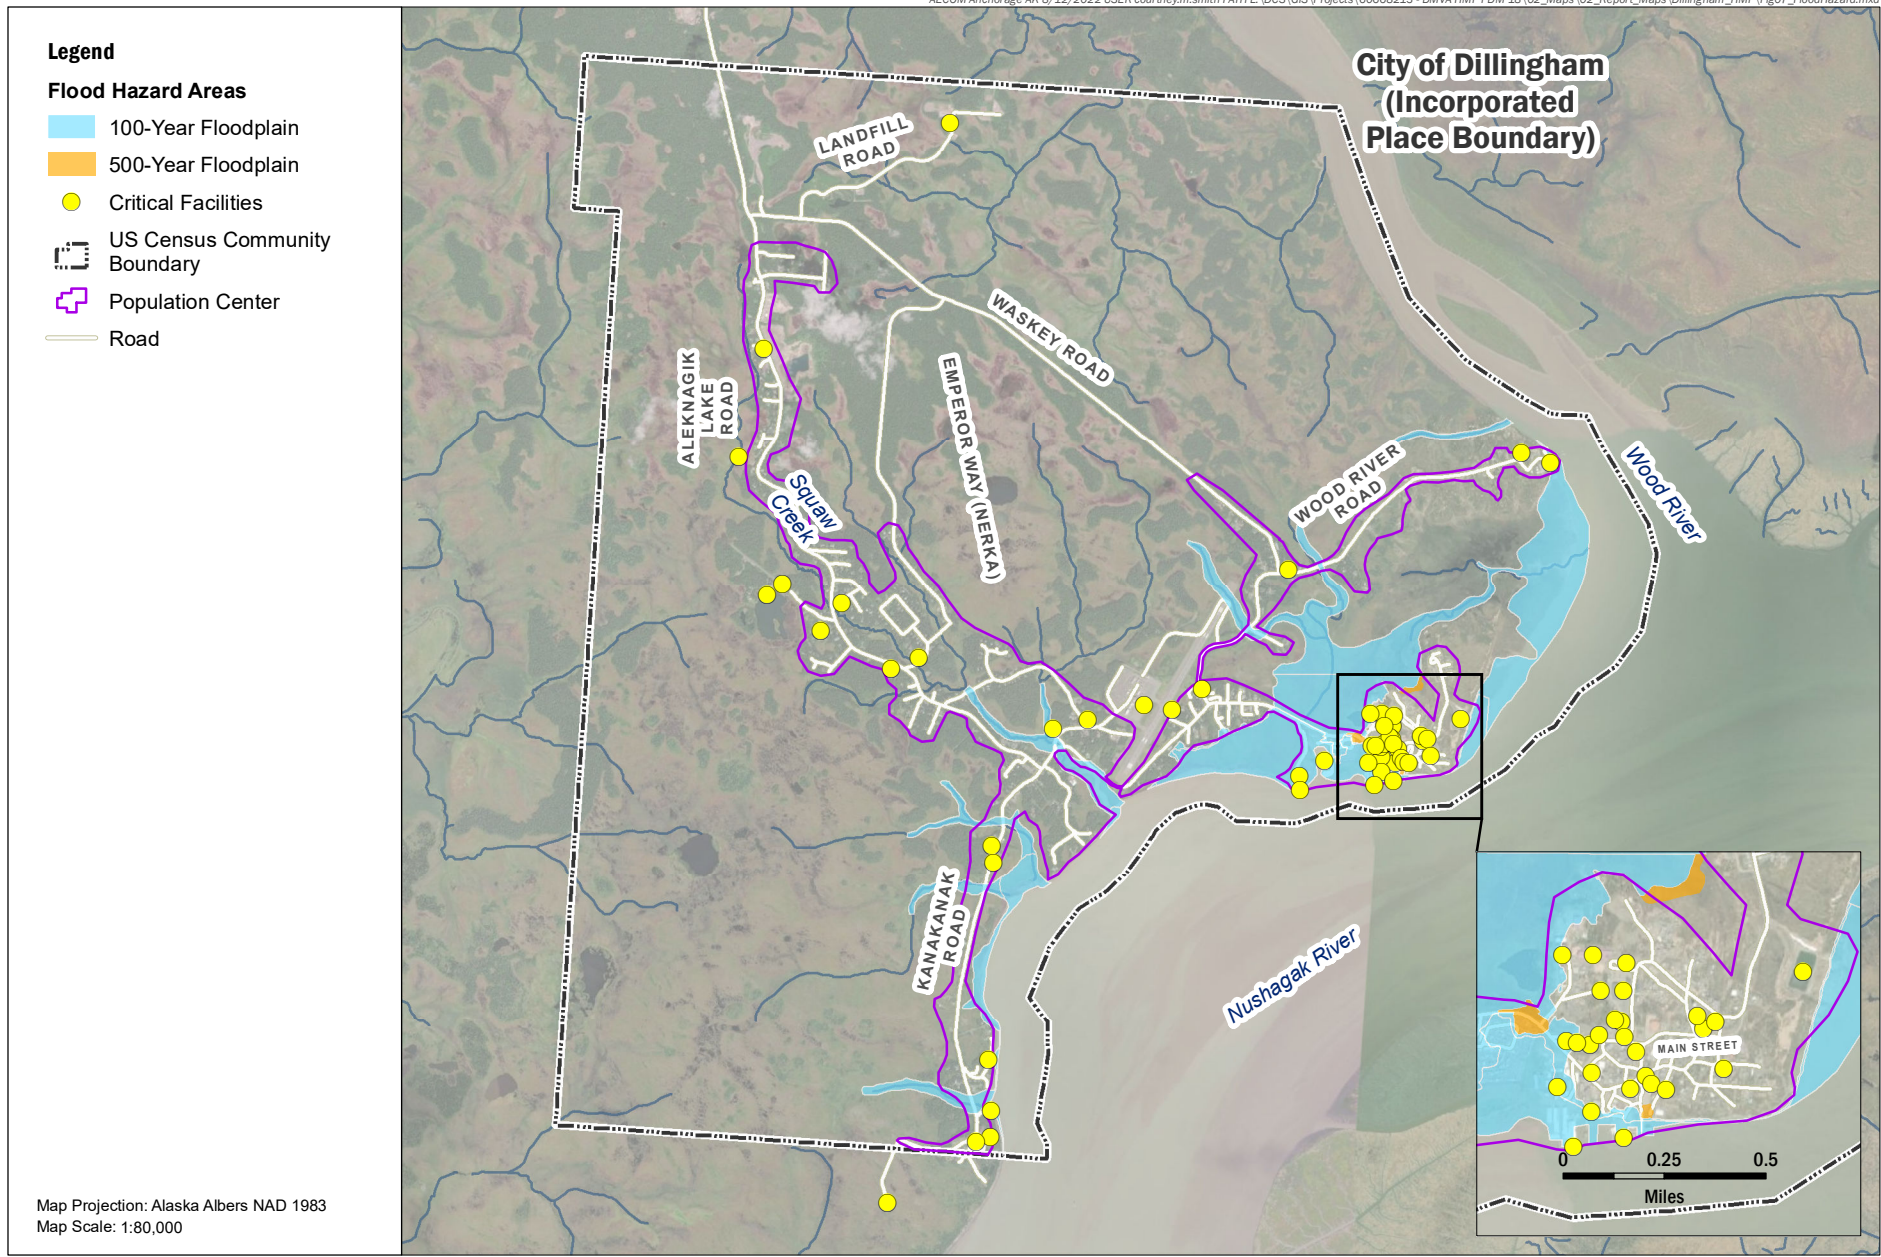 Legend
Flood Hazard Areas
100-Year Floodplain
500-Year Floodplain
Critical Facilities
US Census Community
Boundary
Population Center
Road
City of Dillingham
(Incorporated
Place Boundary)
LANDFILL
ROAD
WASKEY ROAD
ALEKNAGIK
LAKE
ROAD
EMPEROR WAY (NERKA)
Squaw
Creek
WOOD RIVER
ROAD
Wood River
KANAKANAK
ROAD
Nushagak River
MAIN STREET
0 0.25 0.5
Miles
Map Projection: Alaska Albers NAD 1983
Map Scale: 1:80,000